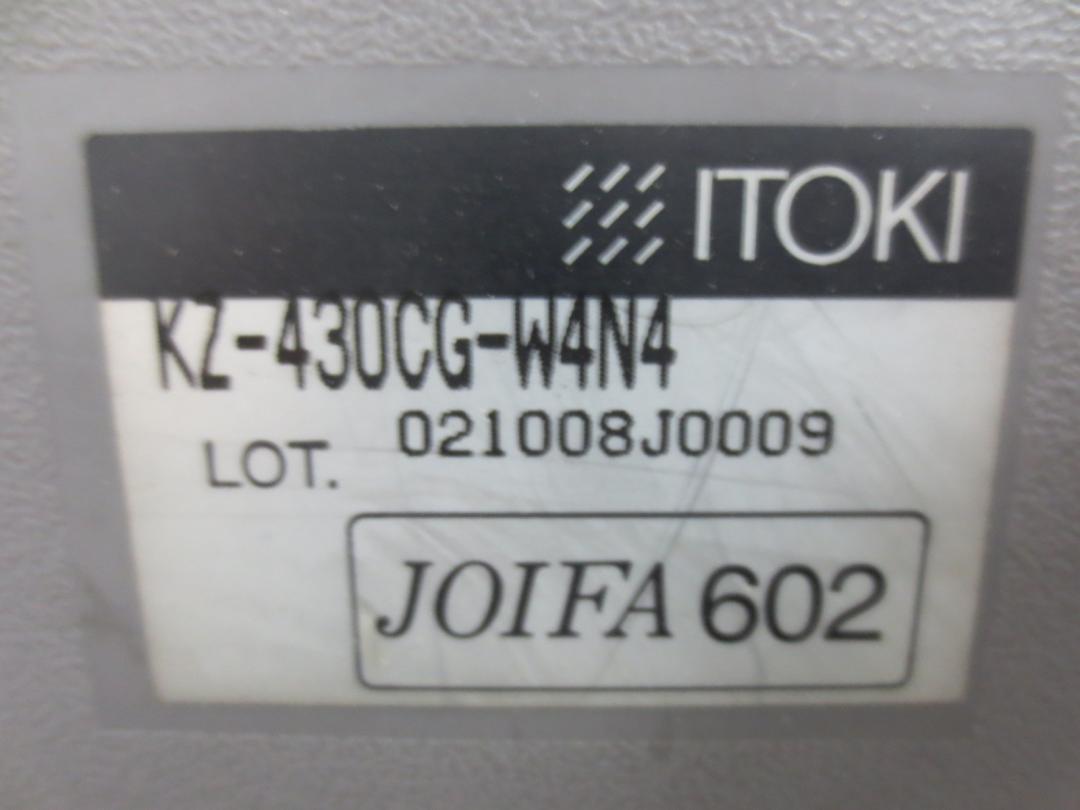 ITOKI
KZ-430CG-W4N4
LOT. 021008J0009
JOIFA 602